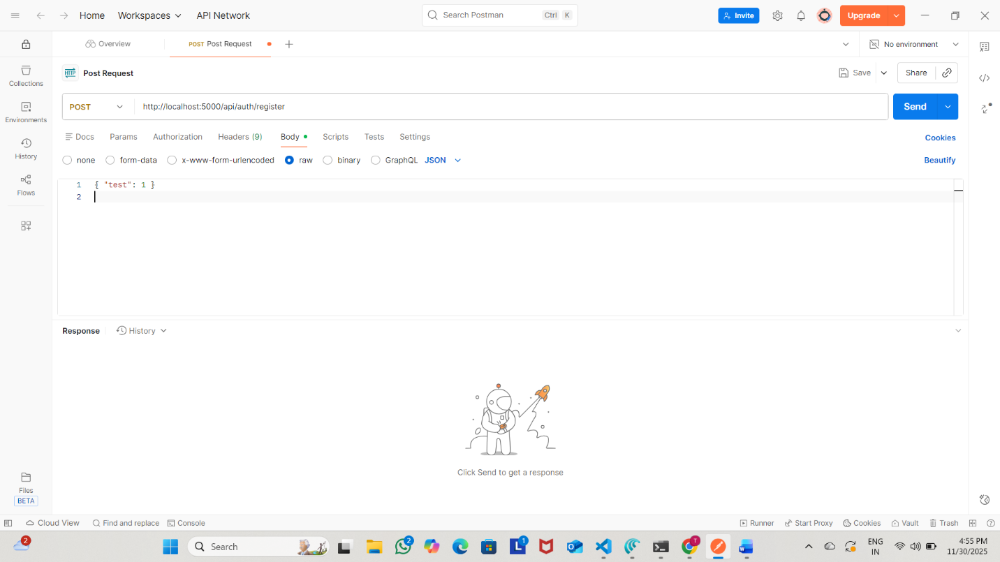 Home Workspaces API Network Search Postman Ctrl K Invite Upgrade
Overview POST Post Request No environment
HTTP Post Request Save Share
Collections
POST http://localhost:5000/api/auth/register Send
Environments
Docs Params Authorization Headers (9) Body Scripts Tests Settings Cookies
History
none form-data x-www-form-urlencoded raw binary GraphQL JSON Beautify
1 { "test": 1 }
Flows
2
Response History
Click Send to get a response
Files
BETA
Cloud View Find and replace Console Runner Start Proxy Cookies Vault Trash
2 Search 2 1 T ENG 4:55 PM
IN 11/30/2025